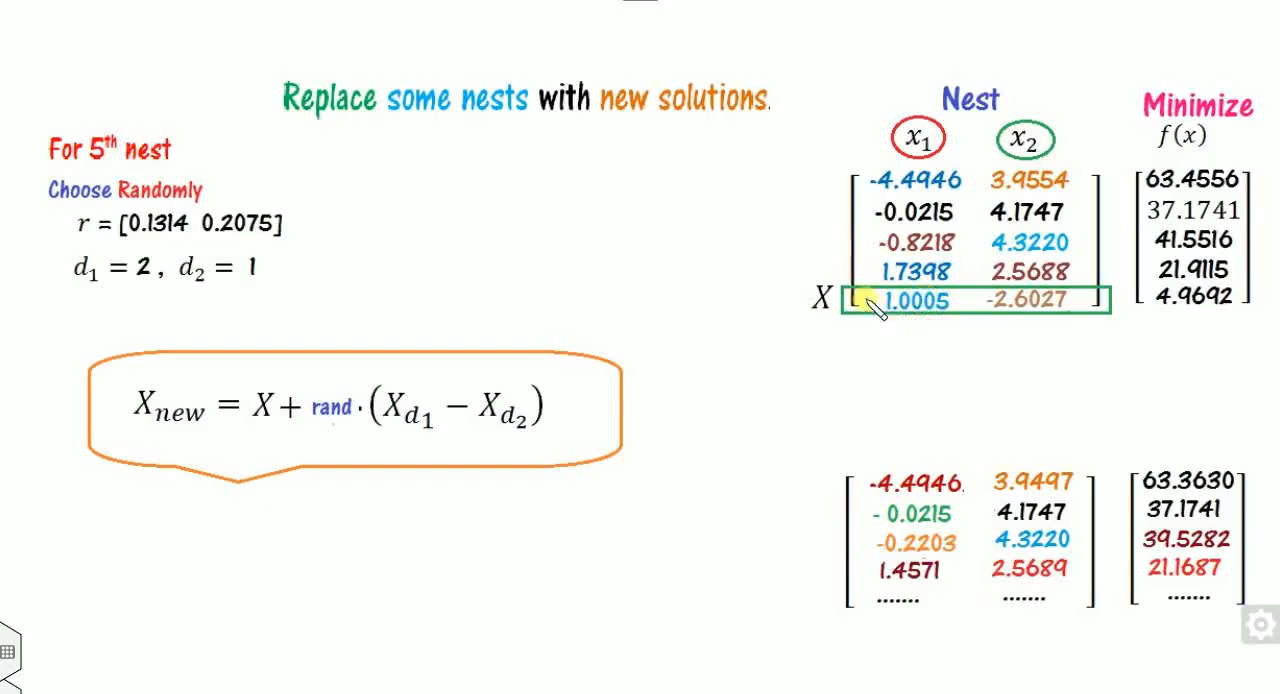 Replace some nests with new solutions.
For 5th nest
Choose Randomly
r = [0.1314 0.2075]
d₁ = 2 , d₂ = 1
X_new = X + rand · (X_d₁ − X_d₂)
Nest
Minimize
x₁ x₂
f(x)
-4.4946 3.9554 63.4556
-0.0215 4.1747 37.1741
-0.8218 4.3220 41.5516
1.7398 2.5688 21.9115
X 1.0005 -2.6027 4.9692
-4.4946. 3.9497 63.3630
- 0.0215 4.1747 37.1741
-0.2203 4.3220 39.5282
1.4571 2.5689 21.1687
....... ....... .......